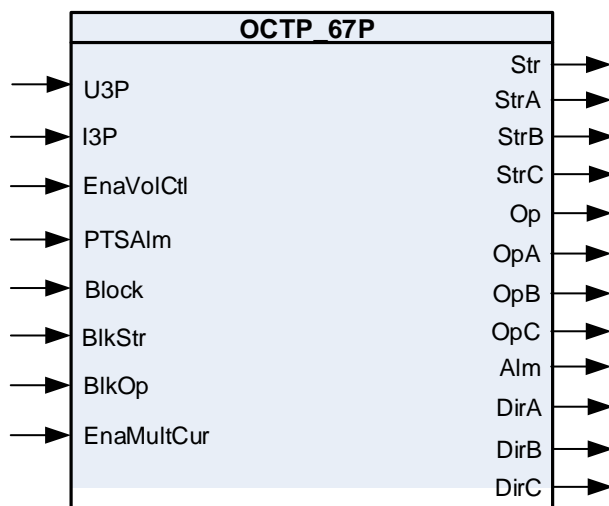 OCTP_67P
U3P
I3P
EnaVolCtl
PTSAlm
Block
BlkStr
BlkOp
EnaMultCur
Str
StrA
StrB
StrC
Op
OpA
OpB
OpC
Alm
DirA
DirB
DirC